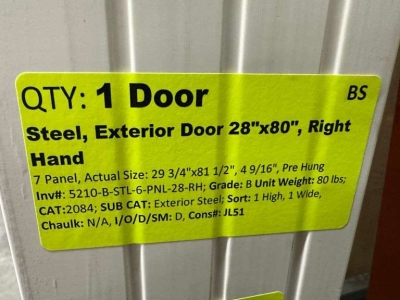 QTY: 1 Door BS
Steel, Exterior Door 28"x80", Right
Hand
7 Panel, Actual Size: 29 3/4"x81 1/2", 4 9/16", Pre Hung
Inv#: 5210-B-STL-6-PNL-28-RH; Grade: B Unit Weight: 80 lbs;
CAT:2084; SUB CAT: Exterior Steel; Sort: 1 High, 1 Wide,
Chaulk: N/A, I/O/D/SM: D, Cons#: JL51